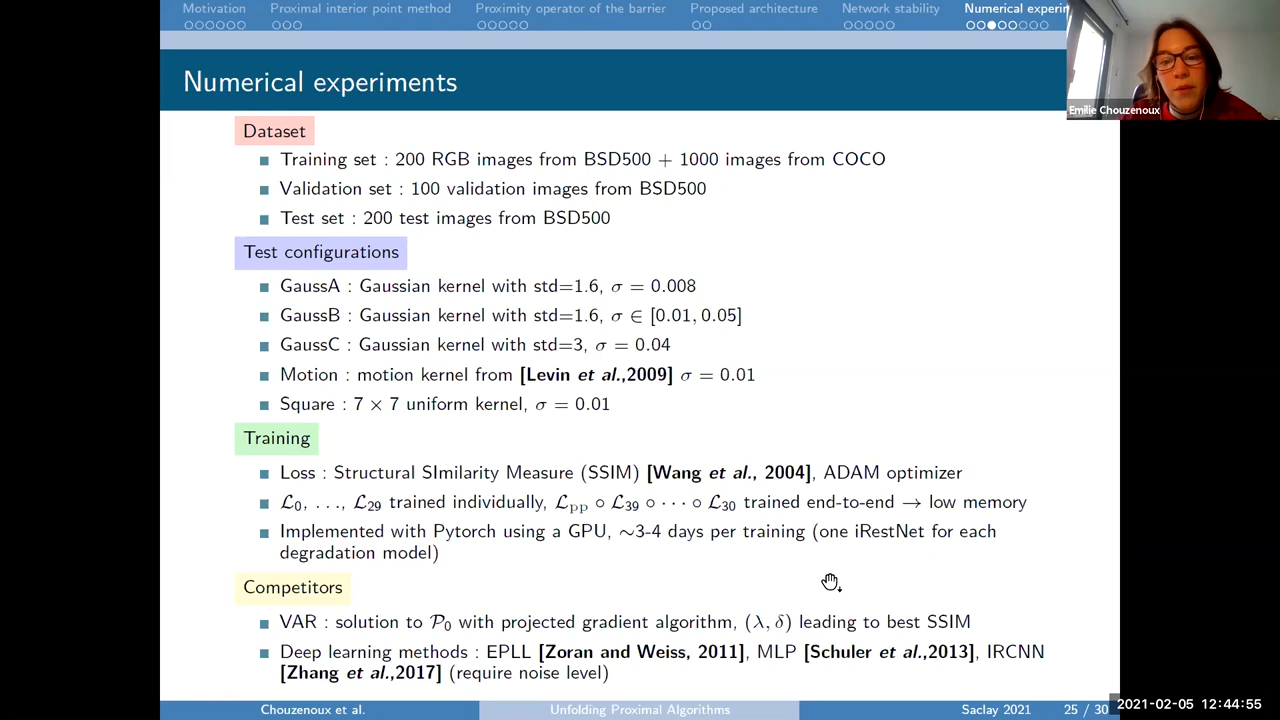 Motivation Proximal interior point method Proximity operator of the barrier Proposed architecture Network stability Numerical experim
Emilie Chouzenoux
Numerical experiments
Dataset
Training set : 200 RGB images from BSD500 + 1000 images from COCO
Validation set : 100 validation images from BSD500
Test set : 200 test images from BSD500
Test configurations
GaussA : Gaussian kernel with std=1.6, σ = 0.008
GaussB : Gaussian kernel with std=1.6, σ ∈ [0.01, 0.05]
GaussC : Gaussian kernel with std=3, σ = 0.04
Motion : motion kernel from [Levin et al.,2009] σ = 0.01
Square : 7 × 7 uniform kernel, σ = 0.01
Training
Loss : Structural SImilarity Measure (SSIM) [Wang et al., 2004], ADAM optimizer
ℒ₀, ..., ℒ₂₉ trained individually, ℒpp ∘ ℒ₃₉ ∘ ··· ∘ ℒ₃₀ trained end-to-end → low memory
Implemented with Pytorch using a GPU, ∼3-4 days per training (one iRestNet for each
degradation model)
Competitors
VAR : solution to 𝒫₀ with projected gradient algorithm, (λ, δ) leading to best SSIM
Deep learning methods : EPLL [Zoran and Weiss, 2011], MLP [Schuler et al.,2013], IRCNN
[Zhang et al.,2017] (require noise level)
Chouzenoux et al. Unfolding Proximal Algorithms Saclay 2021 25 / 30
2021-02-05 12:44:55